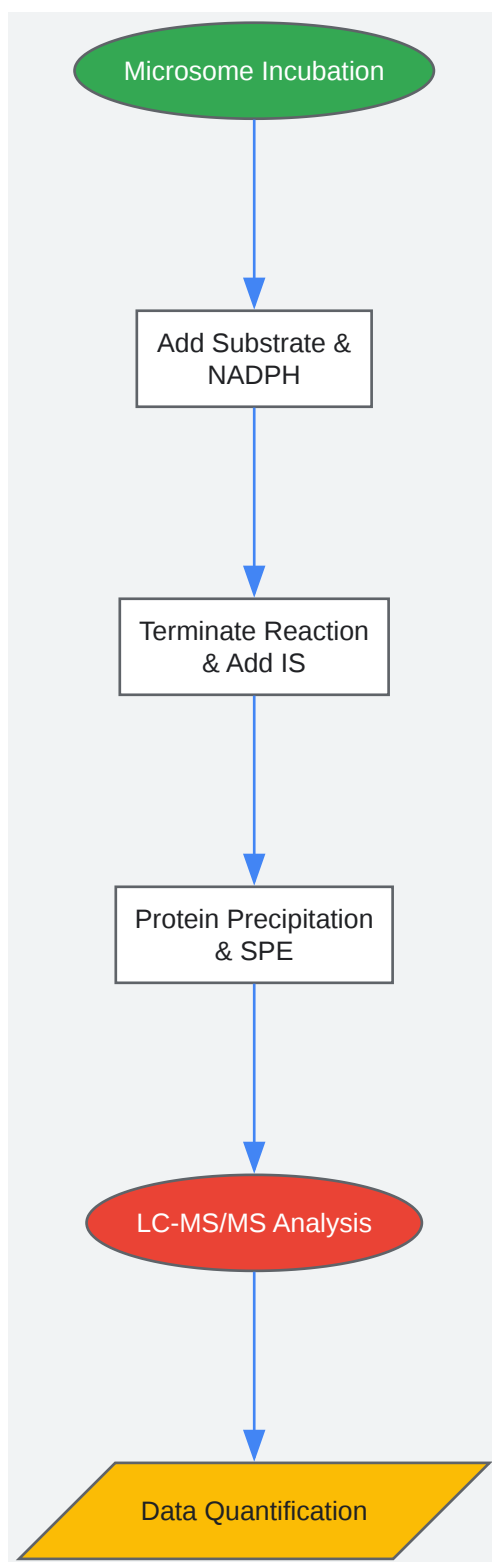 Microsome Incubation
Add Substrate &
NADPH
Terminate Reaction
& Add IS
Protein Precipitation
& SPE
LC-MS/MS Analysis
Data Quantification